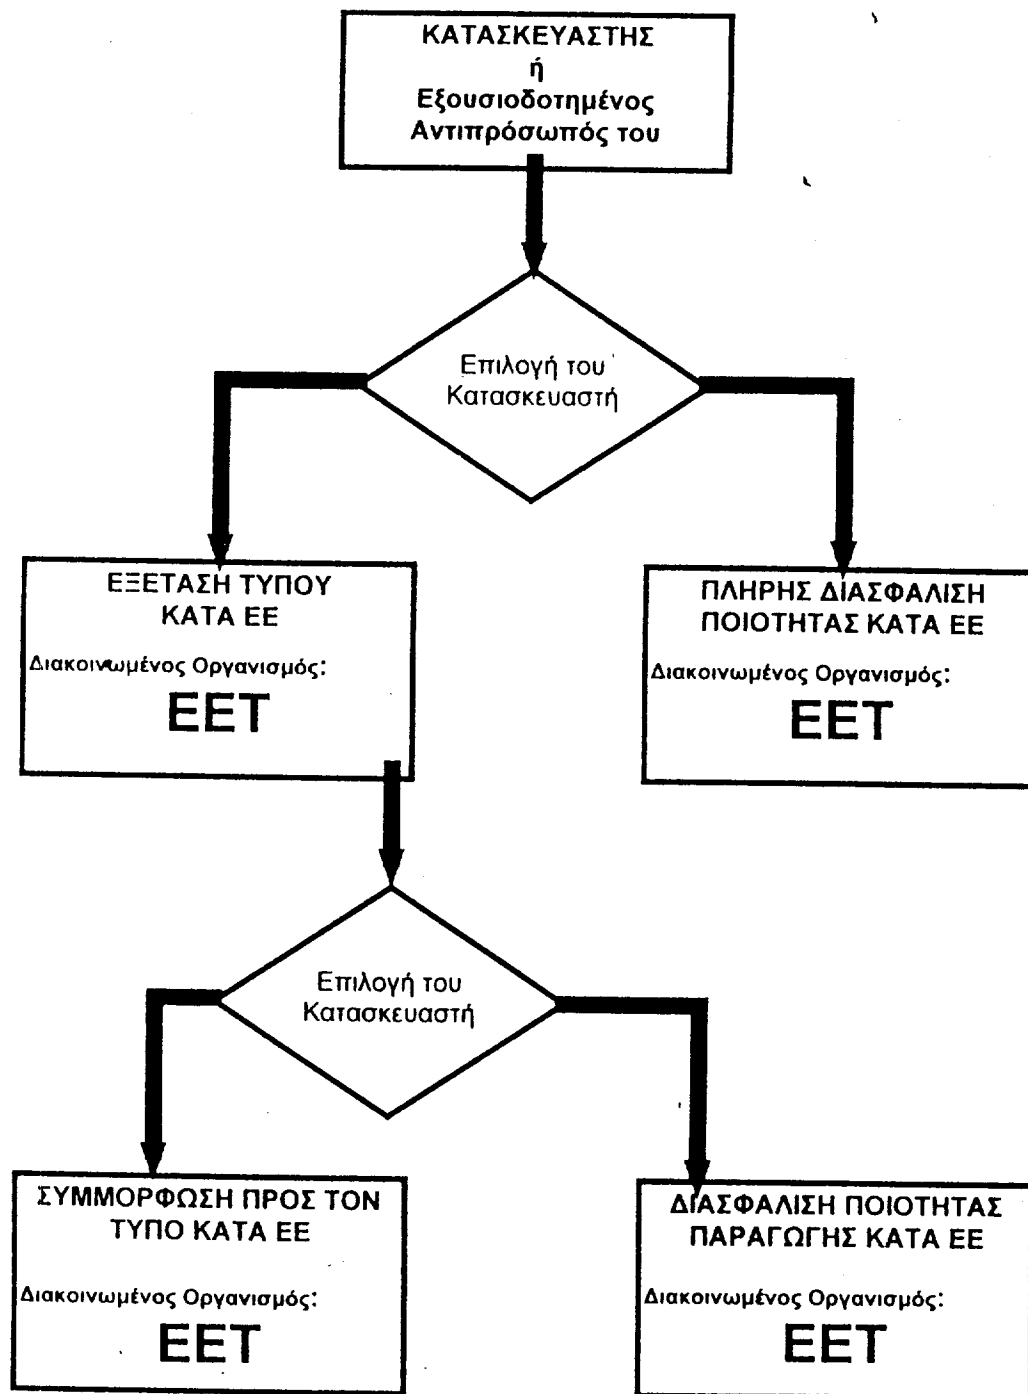 ΚΑΤΑΣΚΕΥΑΣΤΗΣ
ή
Εξουσιοδοτημένος
Αντιπρόσωπός του
Επιλογή του
Κατασκευαστή
ΕΞΕΤΑΣΗ ΤΥΠΟΥ
ΚΑΤΑ ΕΕ
Διακοινωμένος Οργανισμός:
ΕΕΤ
ΠΛΗΡΗΣ ΔΙΑΣΦΑΛΙΣΗ
ΠΟΙΟΤΗΤΑΣ ΚΑΤΑ ΕΕ
Διακοινωμένος Οργανισμός:
ΕΕΤ
Επιλογή του
Κατασκευαστή
ΣΥΜΜΟΡΦΩΣΗ ΠΡΟΣ ΤΟΝ
ΤΥΠΟ ΚΑΤΑ ΕΕ
Διακοινωμένος Οργανισμός:
ΕΕΤ
ΔΙΑΣΦΑΛΙΣΗ ΠΟΙΟΤΗΤΑΣ
ΠΑΡΑΓΩΓΗΣ ΚΑΤΑ ΕΕ
Διακοινωμένος Οργανισμός:
ΕΕΤ